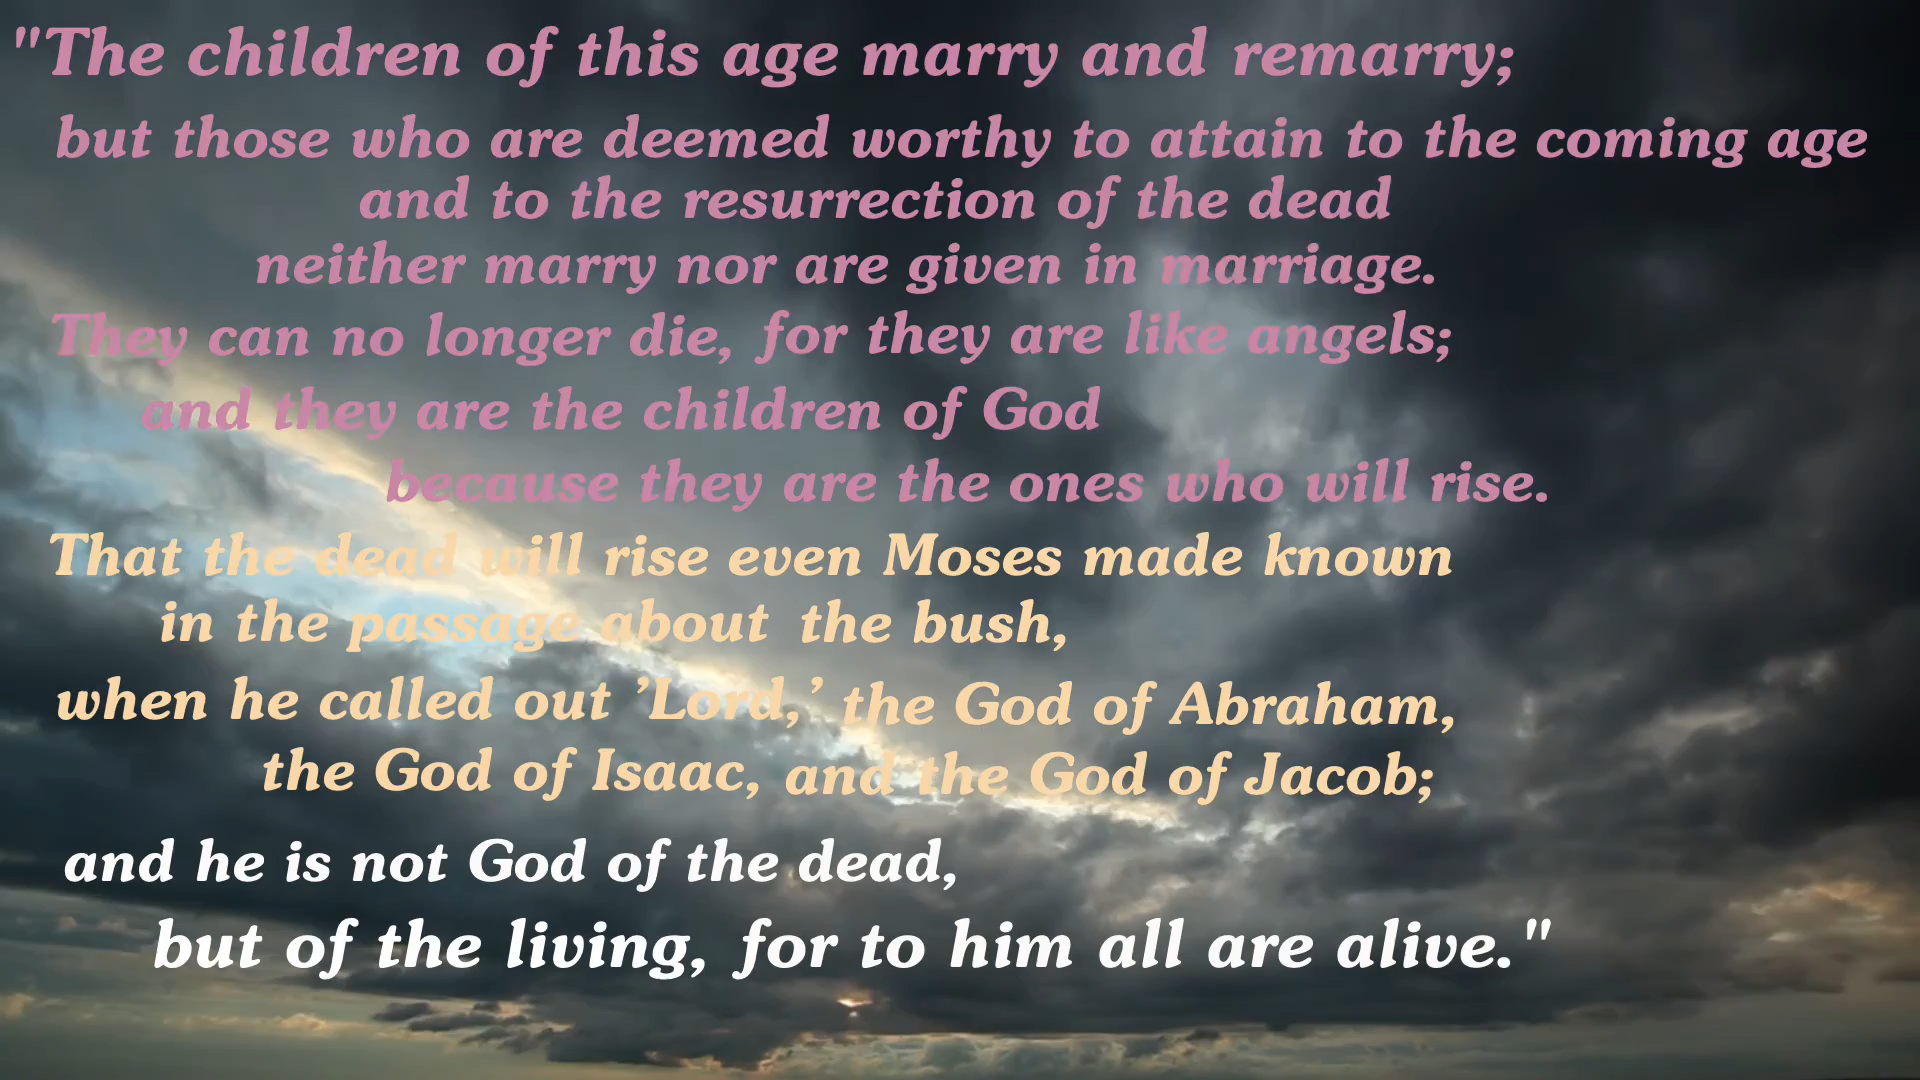 "The children of this age marry and remarry;
but those who are deemed worthy to attain to the coming age
and to the resurrection of the dead
neither marry nor are given in marriage.
They can no longer die, for they are like angels;
and they are the children of God
because they are the ones who will rise.
That the dead will rise even Moses made known
in the passage about the bush,
when he called out 'Lord,' the God of Abraham,
the God of Isaac, and the God of Jacob;
and he is not God of the dead,
but of the living, for to him all are alive."